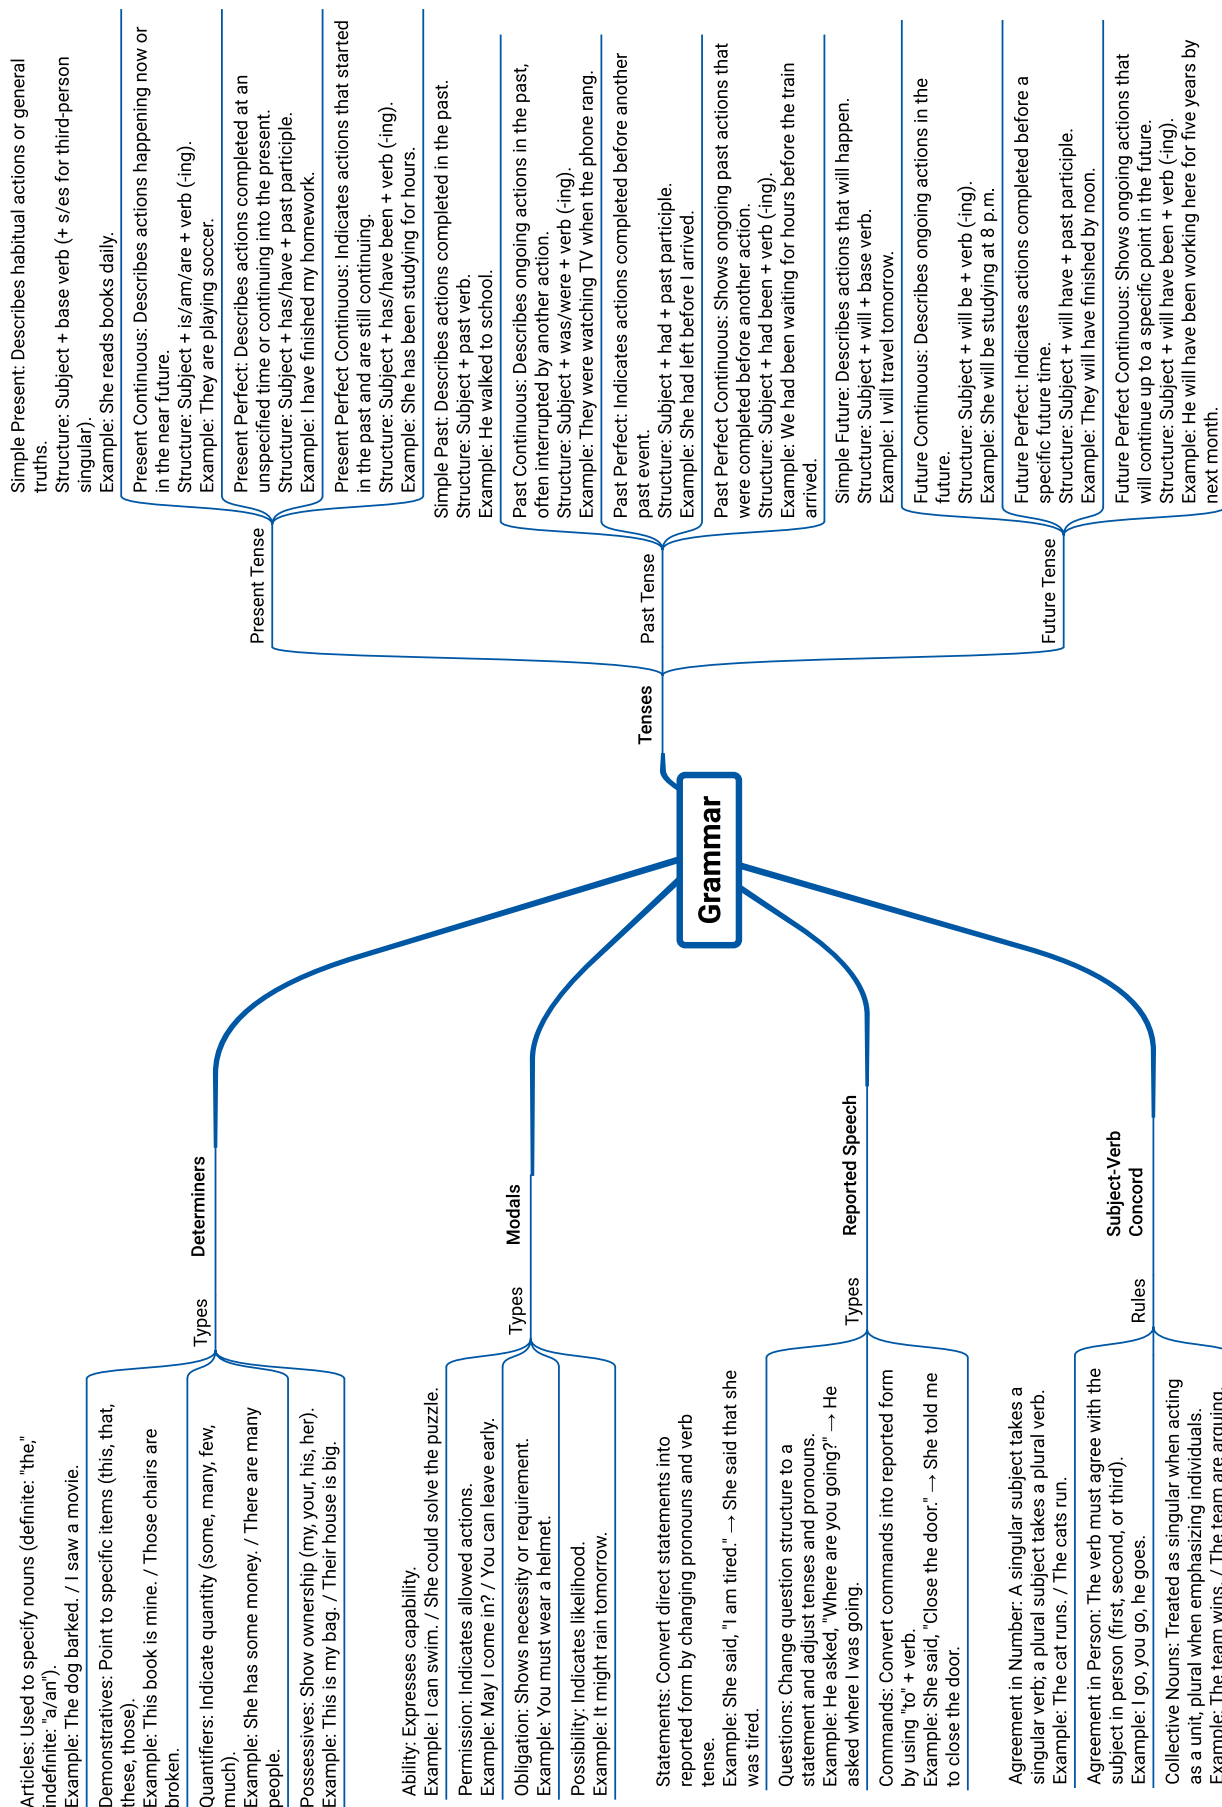 Grammar
Tenses
Present Tense
Simple Present: Describes habitual actions or general
truths.
Structure: Subject + base verb (+ s/es for third-person
singular).
Example: She reads books daily.
Present Continuous: Describes actions happening now or
in the near future.
Structure: Subject + is/am/are + verb (-ing).
Example: They are playing soccer.
Present Perfect: Describes actions completed at an
unspecified time or continuing into the present.
Structure: Subject + has/have + past participle.
Example: I have finished my homework.
Present Perfect Continuous: Indicates actions that started
in the past and are still continuing.
Structure: Subject + has/have been + verb (-ing).
Example: She has been studying for hours.
Past Tense
Simple Past: Describes actions completed in the past.
Structure: Subject + past verb.
Example: He walked to school.
Past Continuous: Describes ongoing actions in the past,
often interrupted by another action.
Structure: Subject + was/were + verb (-ing).
Example: They were watching TV when the phone rang.
Past Perfect: Indicates actions completed before another
past event.
Structure: Subject + had + past participle.
Example: She had left before I arrived.
Past Perfect Continuous: Shows ongoing past actions that
were completed before another action.
Structure: Subject + had been + verb (-ing).
Example: We had been waiting for hours before the train
arrived.
Future Tense
Simple Future: Describes actions that will happen.
Structure: Subject + will + base verb.
Example: I will travel tomorrow.
Future Continuous: Describes ongoing actions in the
future.
Structure: Subject + will be + verb (-ing).
Example: She will be studying at 8 p.m.
Future Perfect: Indicates actions completed before a
specific future time.
Structure: Subject + will have + past participle.
Example: They will have finished by noon.
Future Perfect Continuous: Shows ongoing actions that
will continue up to a specific point in the future.
Structure: Subject + will have been + verb (-ing).
Example: He will have been working here for five years by
next month.
Determiners
Types
Articles: Used to specify nouns (definite: "the,"
indefinite: "a/an").
Example: The dog barked. / I saw a movie.
Demonstratives: Point to specific items (this, that,
these, those).
Example: This book is mine. / Those chairs are
broken.
Quantifiers: Indicate quantity (some, many, few,
much).
Example: She has some money. / There are many
people.
Possessives: Show ownership (my, your, his, her).
Example: This is my bag. / Their house is big.
Modals
Types
Ability: Expresses capability.
Example: I can swim. / She could solve the puzzle.
Permission: Indicates allowed actions.
Example: May I come in? / You can leave early.
Obligation: Shows necessity or requirement.
Example: You must wear a helmet.
Possibility: Indicates likelihood.
Example: It might rain tomorrow.
Reported Speech
Types
Statements: Convert direct statements into
reported form by changing pronouns and verb
tense.
Example: She said, "I am tired." → She said that she
was tired.
Questions: Change question structure to a
statement and adjust tenses and pronouns.
Example: He asked, "Where are you going?" → He
asked where I was going.
Commands: Convert commands into reported form
by using "to" + verb.
Example: She said, "Close the door." → She told me
to close the door.
Subject-Verb
Concord
Rules
Agreement in Number: A singular subject takes a
singular verb; a plural subject takes a plural verb.
Example: The cat runs. / The cats run.
Agreement in Person: The verb must agree with the
subject in person (first, second, or third).
Example: I go, you go, he goes.
Collective Nouns: Treated as singular when acting
as a unit, plural when emphasizing individuals.
Example: The team wins. / The team are arguing.